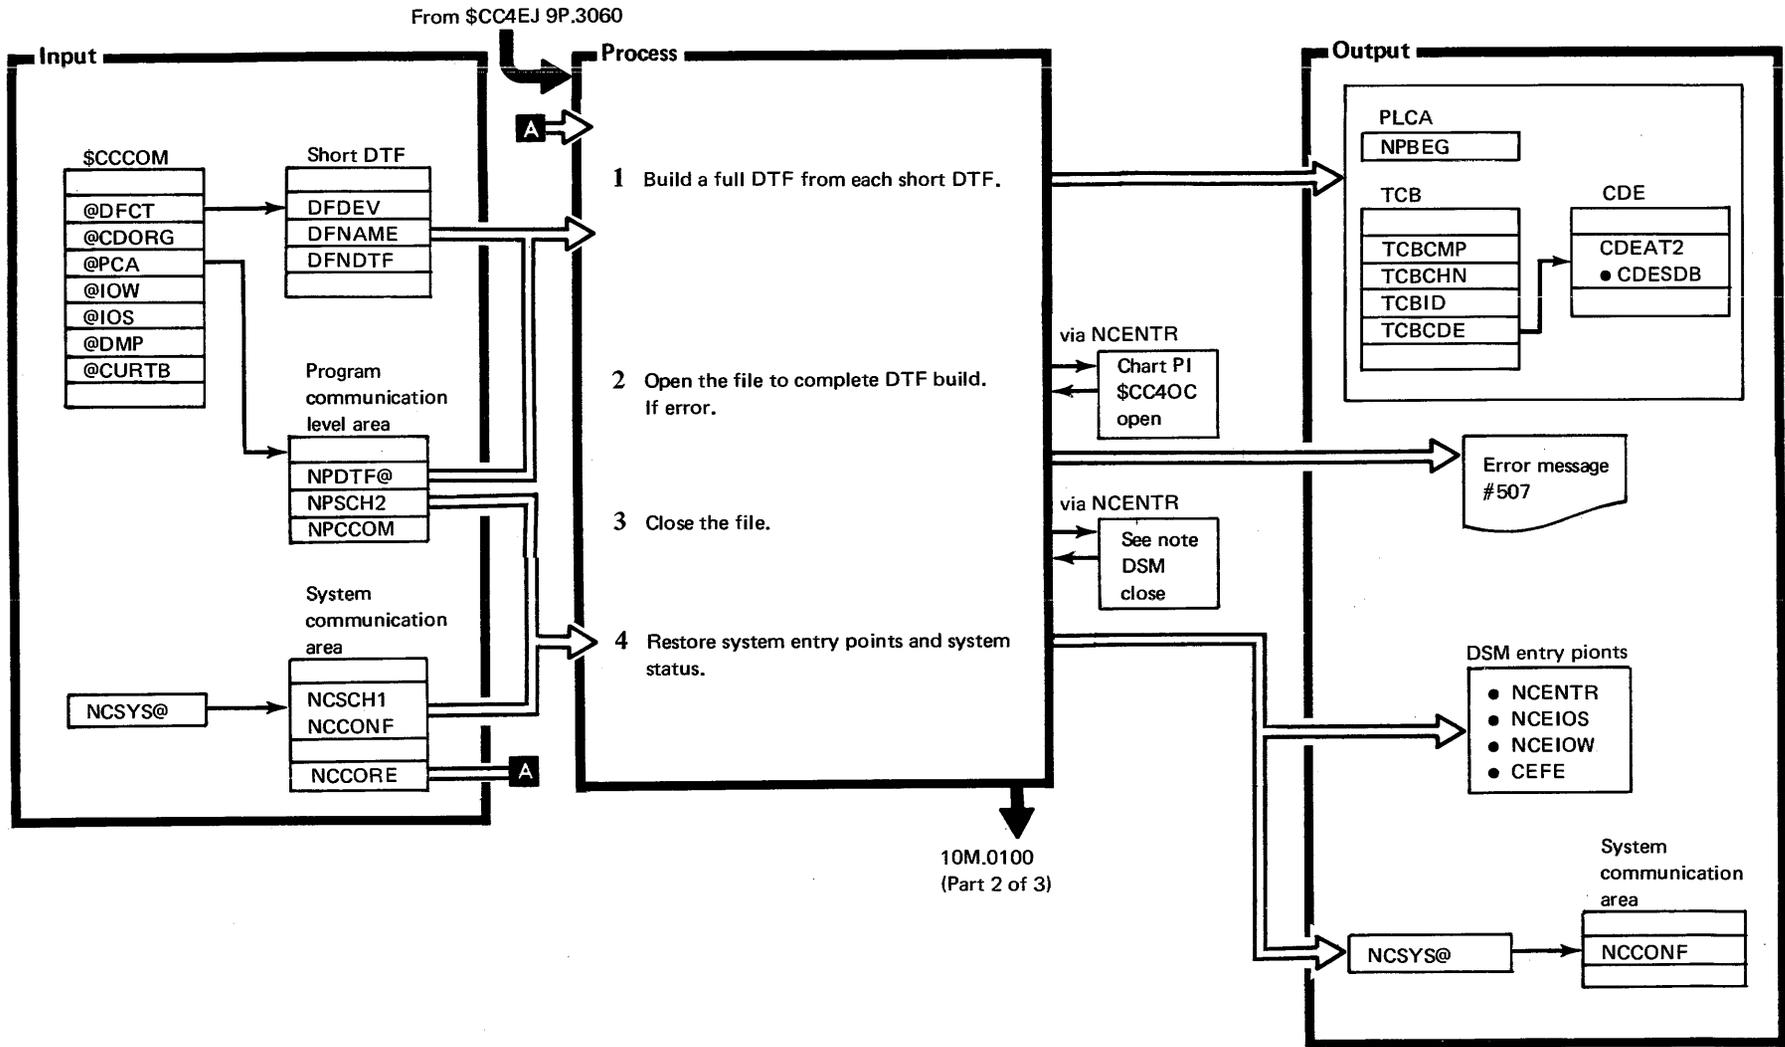 From $CC4EJ 9P.3060
Input
$CCCOM
@DFCT
@CDORG
@PCA
@IOW
@IOS
@DMP
@CURTB
Short DTF
DFDEV
DFNAME
DFNDTF
Program
communication
level area
NPDTF@
NPSCH2
NPCCOM
System
communication
area
NCSYS@
NCSCH1
NCCONF
NCCORE
A
Process
A
1 Build a full DTF from each short DTF.
2 Open the file to complete DTF build.
If error.
3 Close the file.
4 Restore system entry points and system
status.
via NCENTR
Chart PI
$CC4OC
open
via NCENTR
See note
DSM
close
10M.0100
(Part 2 of 3)
Output
PLCA
NPBEG
TCB
TCBCMP
TCBCHN
TCBID
TCBCDE
CDE
CDEAT2
• CDESDB
Error message
#507
DSM entry pionts
• NCENTR
• NCEIOS
• NCEIOW
• CEFE
NCSYS@
System
communication
area
NCCONF